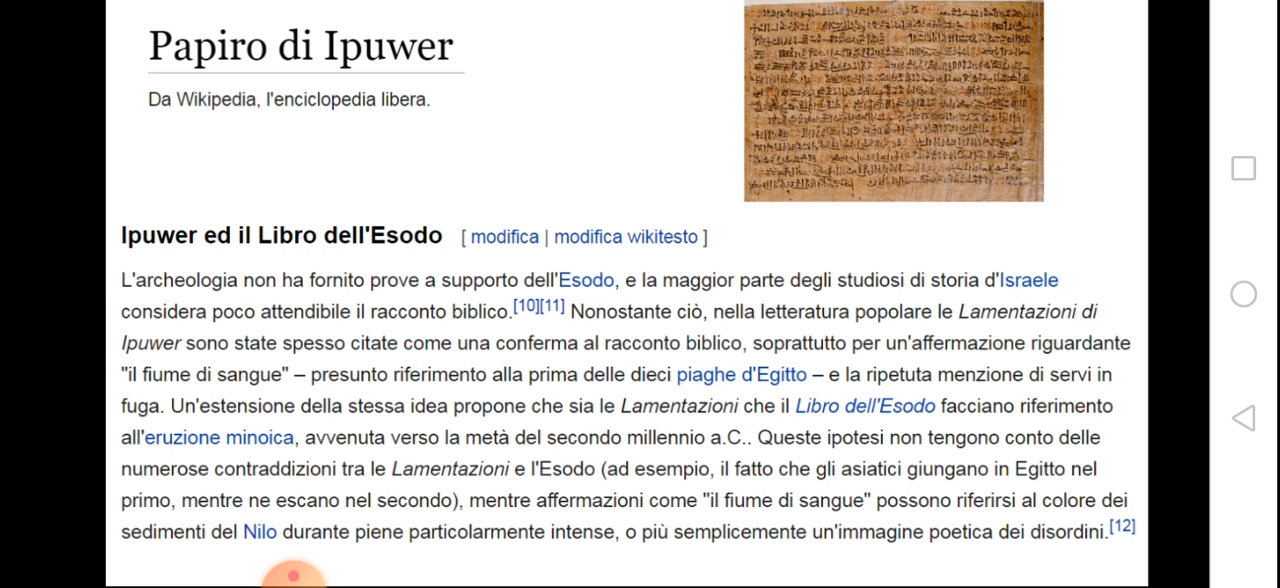 Papiro di Ipuwer
Da Wikipedia, l'enciclopedia libera.
Ipuwer ed il Libro dell'Esodo [ modifica | modifica wikitesto ]
L'archeologia non ha fornito prove a supporto dell'Esodo, e la maggior parte degli studiosi di storia d'Israele
considera poco attendibile il racconto biblico.[10][11] Nonostante ciò, nella letteratura popolare le Lamentazioni di
Ipuwer sono state spesso citate come una conferma al racconto biblico, soprattutto per un'affermazione riguardante
"il fiume di sangue" – presunto riferimento alla prima delle dieci piaghe d'Egitto – e la ripetuta menzione di servi in
fuga. Un'estensione della stessa idea propone che sia le Lamentazioni che il Libro dell'Esodo facciano riferimento
all'eruzione minoica, avvenuta verso la metà del secondo millennio a.C.. Queste ipotesi non tengono conto delle
numerose contraddizioni tra le Lamentazioni e l'Esodo (ad esempio, il fatto che gli asiatici giungano in Egitto nel
primo, mentre ne escano nel secondo), mentre affermazioni come "il fiume di sangue" possono riferirsi al colore dei
sedimenti del Nilo durante piene particolarmente intense, o più semplicemente un'immagine poetica dei disordini.[12]